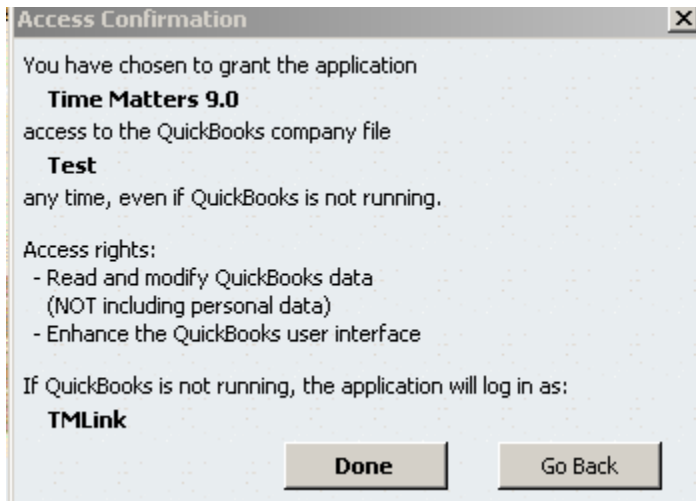 Access Confirmation
You have chosen to grant the application
Time Matters 9.0
access to the QuickBooks company file
Test
any time, even if QuickBooks is not running.
Access rights:
- Read and modify QuickBooks data
(NOT including personal data)
- Enhance the QuickBooks user interface
If QuickBooks is not running, the application will log in as:
TMLink
Done
Go Back